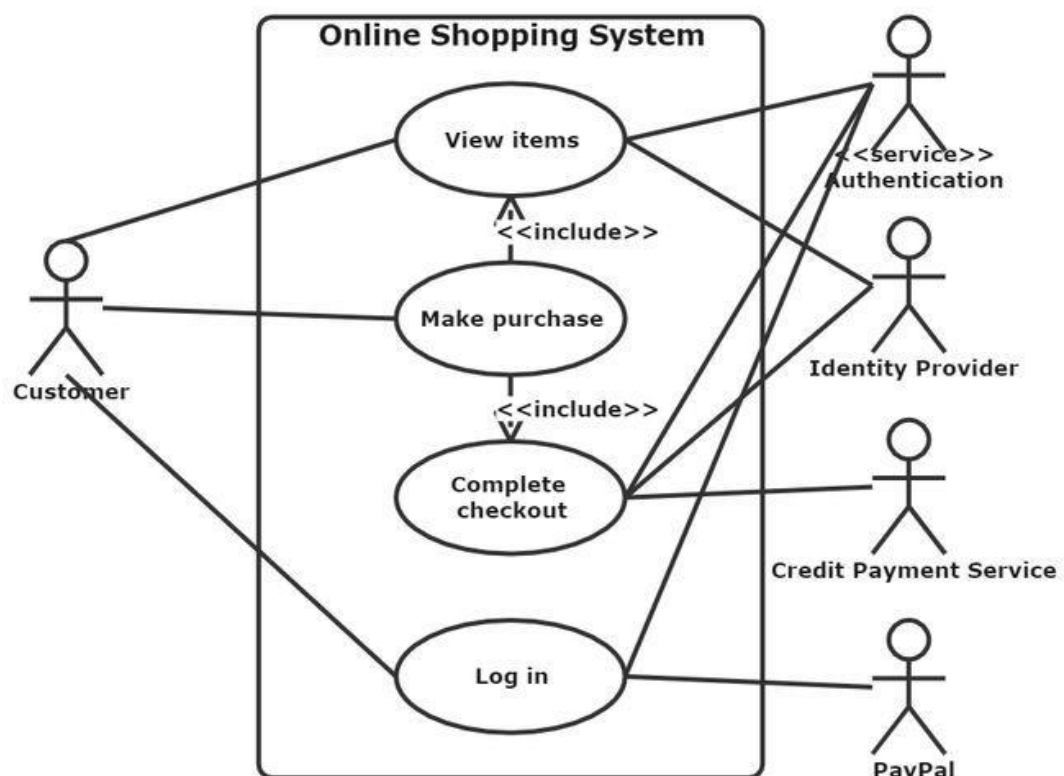 Online Shopping System
View items
<<service>>
Authentication
<<include>>
Make purchase
Identity Provider
Customer
<<include>>
Complete
checkout
Credit Payment Service
Log in
PayPal